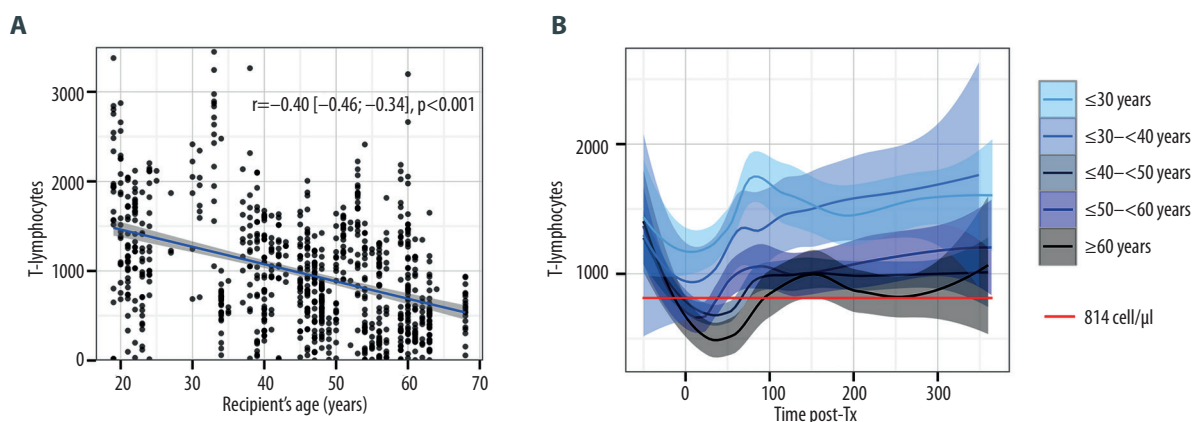 A
T-lymphocytes
3000
2000
1000
0
r=−0.40 [−0.46; −0.34], p<0.001
20
30
40
50
60
70
Recipient's age (years)
B
T-lymphocytes
2000
1000
0
100
200
300
Time post-Tx
≤30 years
≤30−<40 years
≤40−<50 years
≤50−<60 years
≥60 years
814 cell/µl